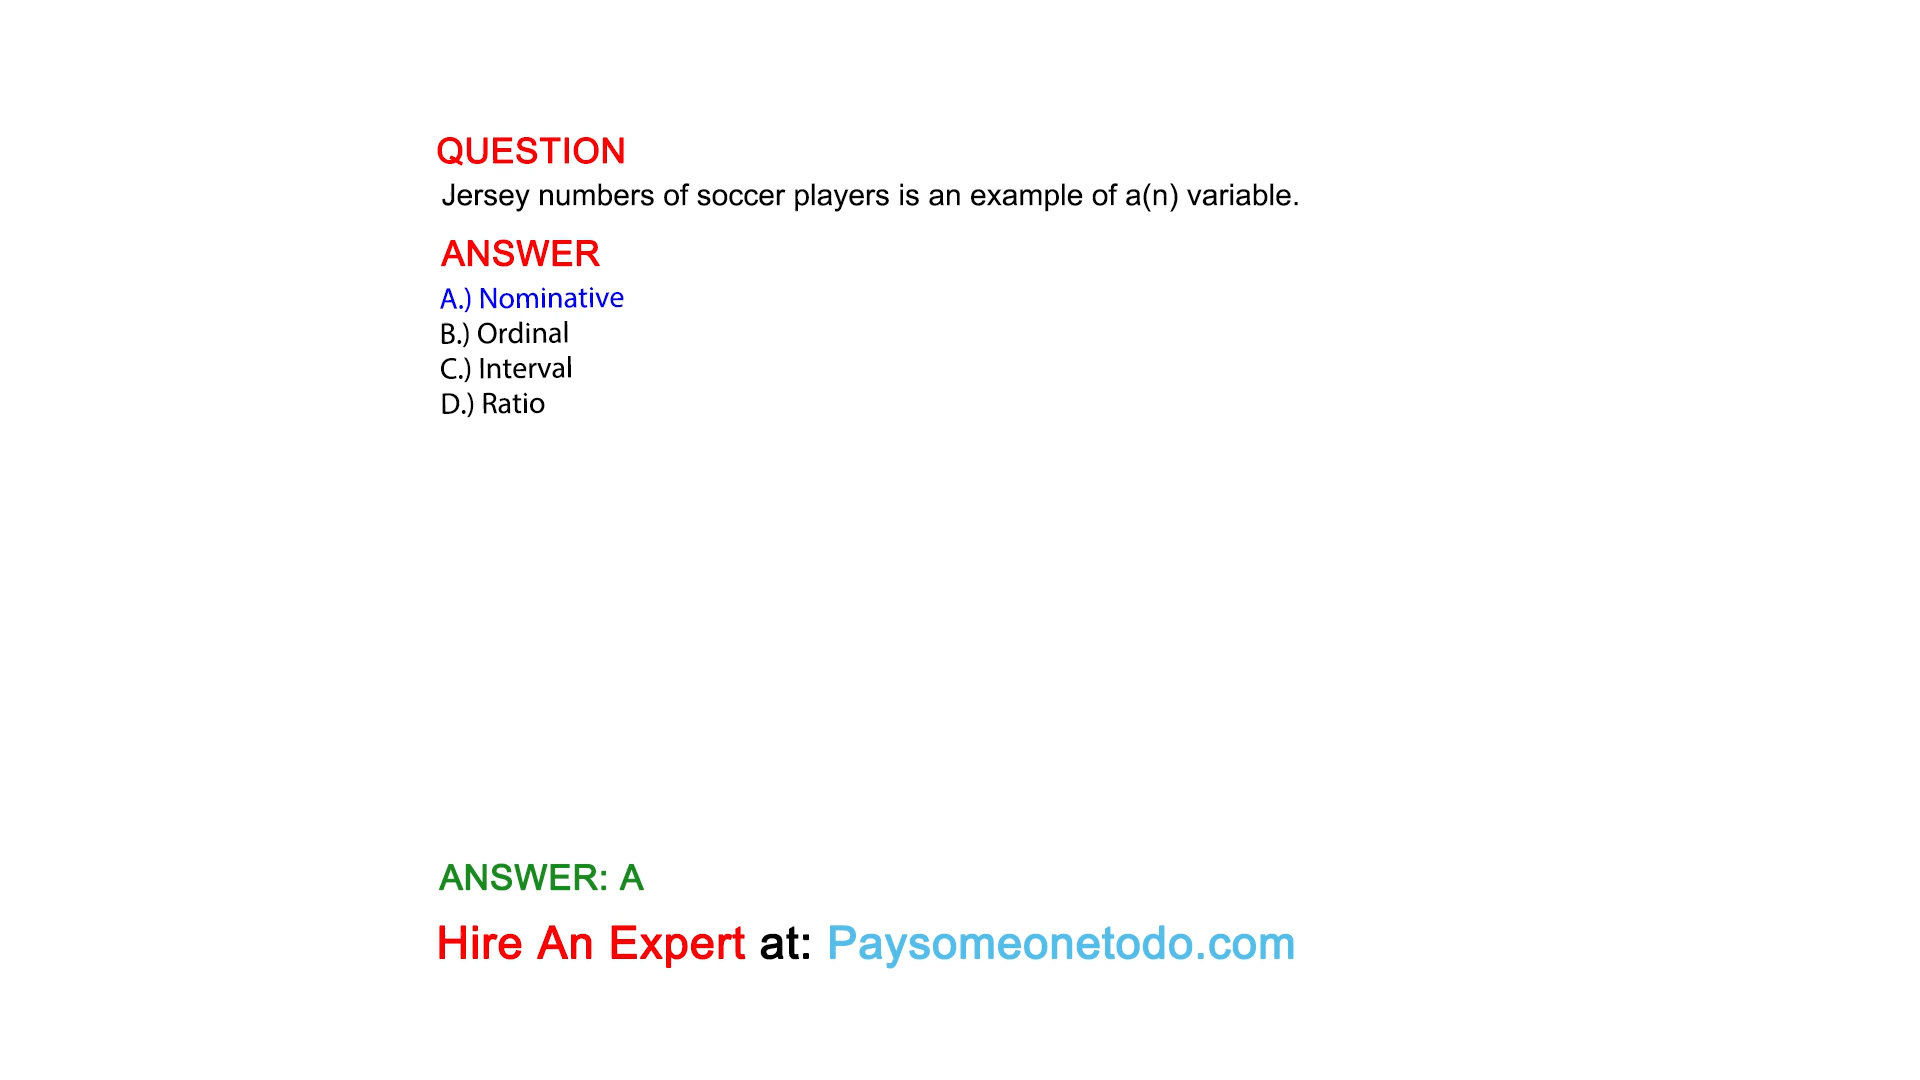 QUESTION
Jersey numbers of soccer players is an example of a(n) variable.
ANSWER
A.) Nominative
B.) Ordinal
C.) Interval
D.) Ratio
ANSWER: A
Hire An Expert at: Paysomeonetodo.com